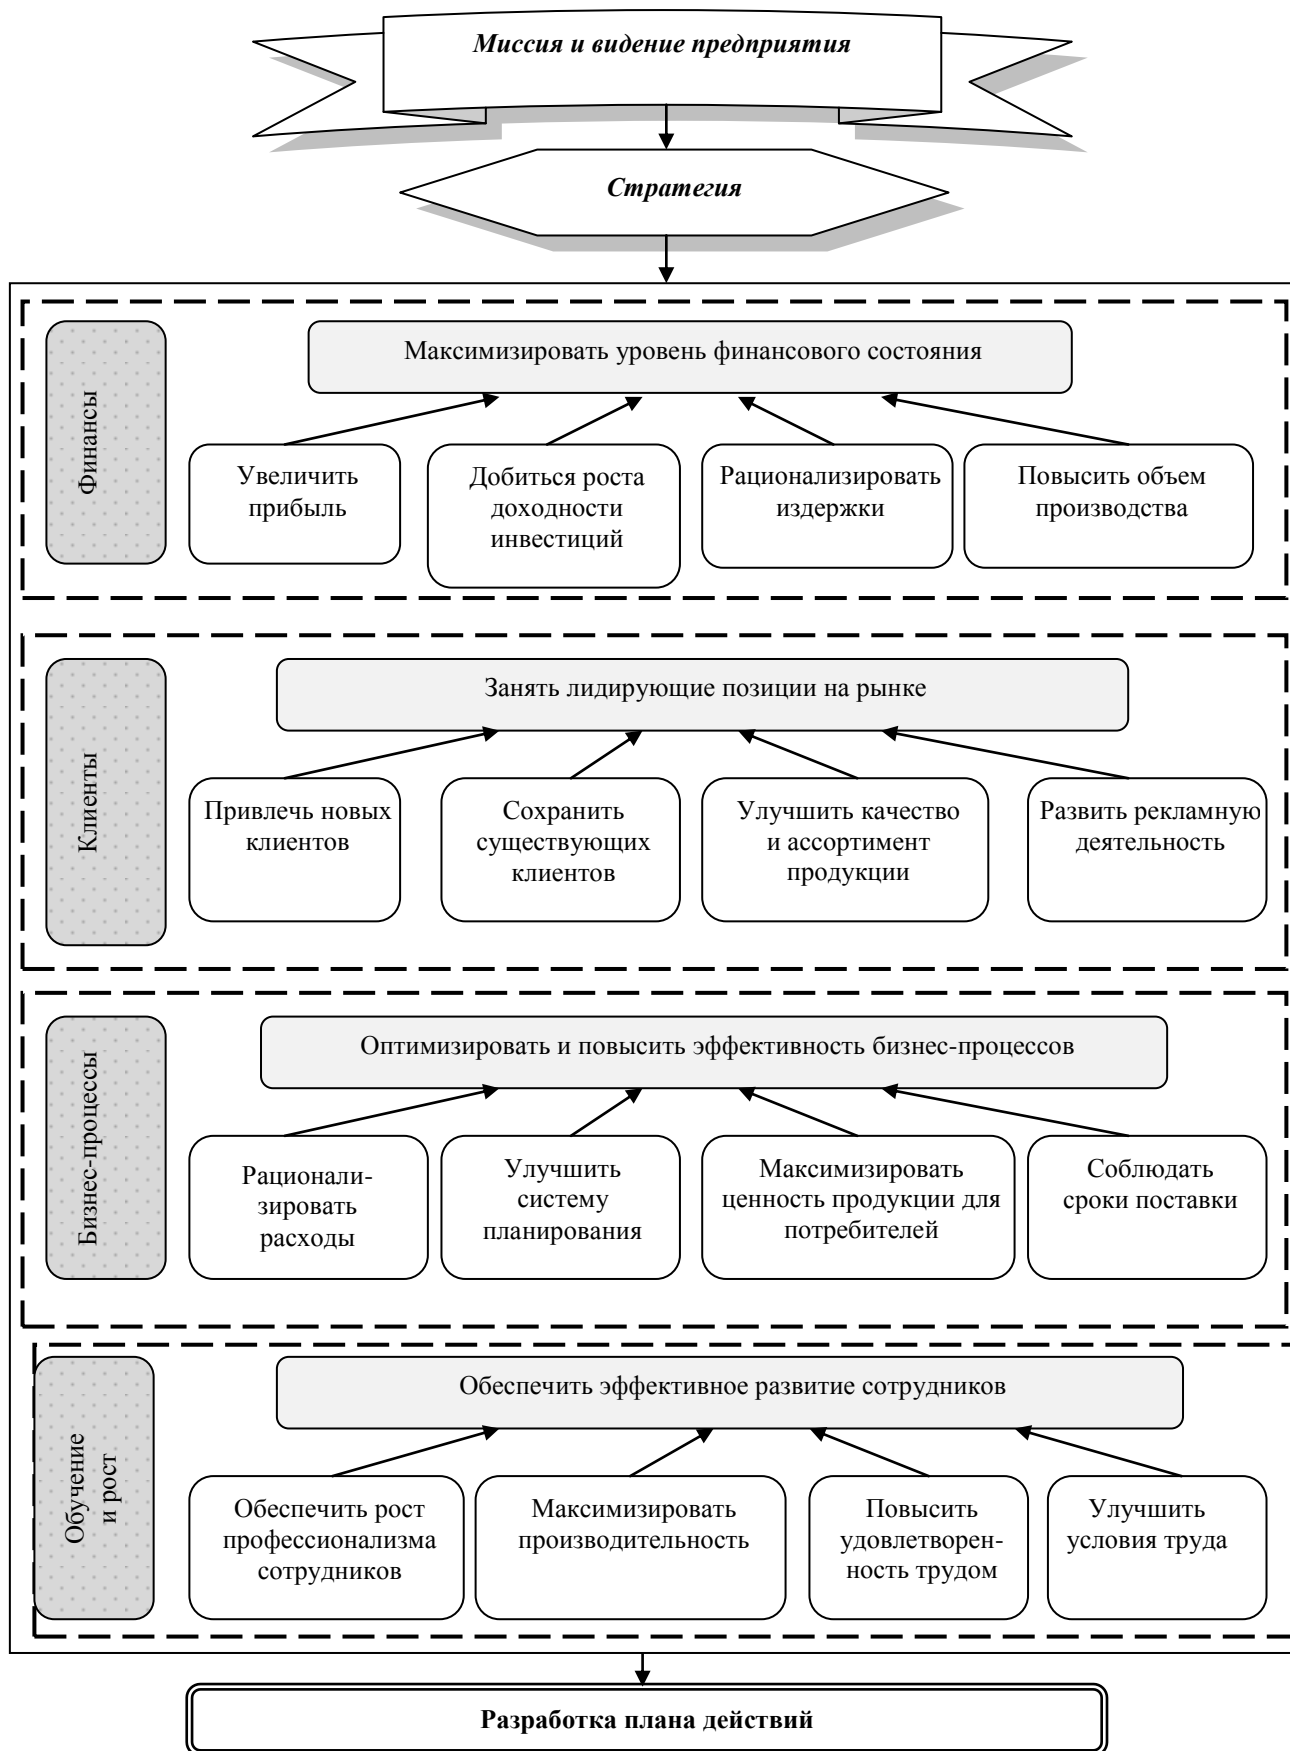 Миссия и видение предприятия
Стратегия
Финансы
Максимизировать уровень финансового состояния
Увеличить
прибыль
Добиться роста
доходности
инвестиций
Рационализировать
издержки
Повысить объем
производства
Клиенты
Занять лидирующие позиции на рынке
Привлечь новых
клиентов
Сохранить
существующих
клиентов
Улучшить качество
и ассортимент
продукции
Развить рекламную
деятельность
Бизнес-процессы
Оптимизировать и повысить эффективность бизнес-процессов
Рационали-
зировать
расходы
Улучшить
систему
планирования
Максимизировать
ценность продукции для
потребителей
Соблюдать
сроки поставки
Обучение
и рост
Обеспечить эффективное развитие сотрудников
Обеспечить рост
профессионализма
сотрудников
Максимизировать
производительность
Повысить
удовлетворен-
ность трудом
Улучшить
условия труда
Разработка плана действий